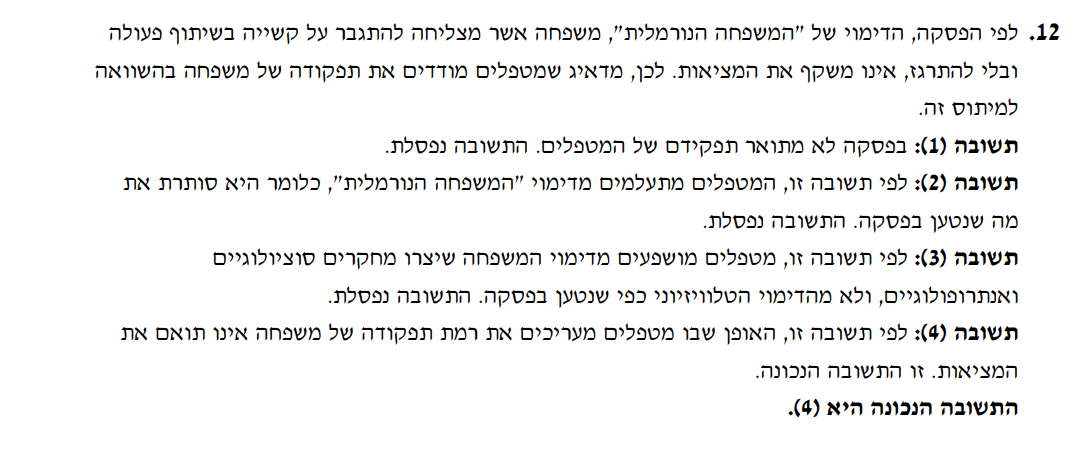 12. לפי הפסקה, הדימוי של "המשפחה הנורמלית", משפחה אשר מצליחה להתגבר על קשייה בשיתוף פעולה
ובלי להתרגז, אינו משקף את המציאות. לכן, מדאיג שמטפלים מודדים את תפקודה של משפחה בהשוואה
למיתוס זה.
תשובה (1): בפסקה לא מתואר תפקידם של המטפלים. התשובה נפסלת.
תשובה (2): לפי תשובה זו, המטפלים מתעלמים מדימוי "המשפחה הנורמלית", כלומר היא סותרת את
מה שנטען בפסקה. התשובה נפסלת.
תשובה (3): לפי תשובה זו, מטפלים מושפעים מדימוי המשפחה שיצרו מחקרים סוציולוגיים
ואנתרופולוגיים, ולא מהדימוי הטלוויזיוני כפי שנטען בפסקה. התשובה נפסלת.
תשובה (4): לפי תשובה זו, האופן שבו מטפלים מעריכים את רמת תפקודה של משפחה אינו תואם את
המציאות. זו התשובה הנכונה.
התשובה הנכונה היא (4).